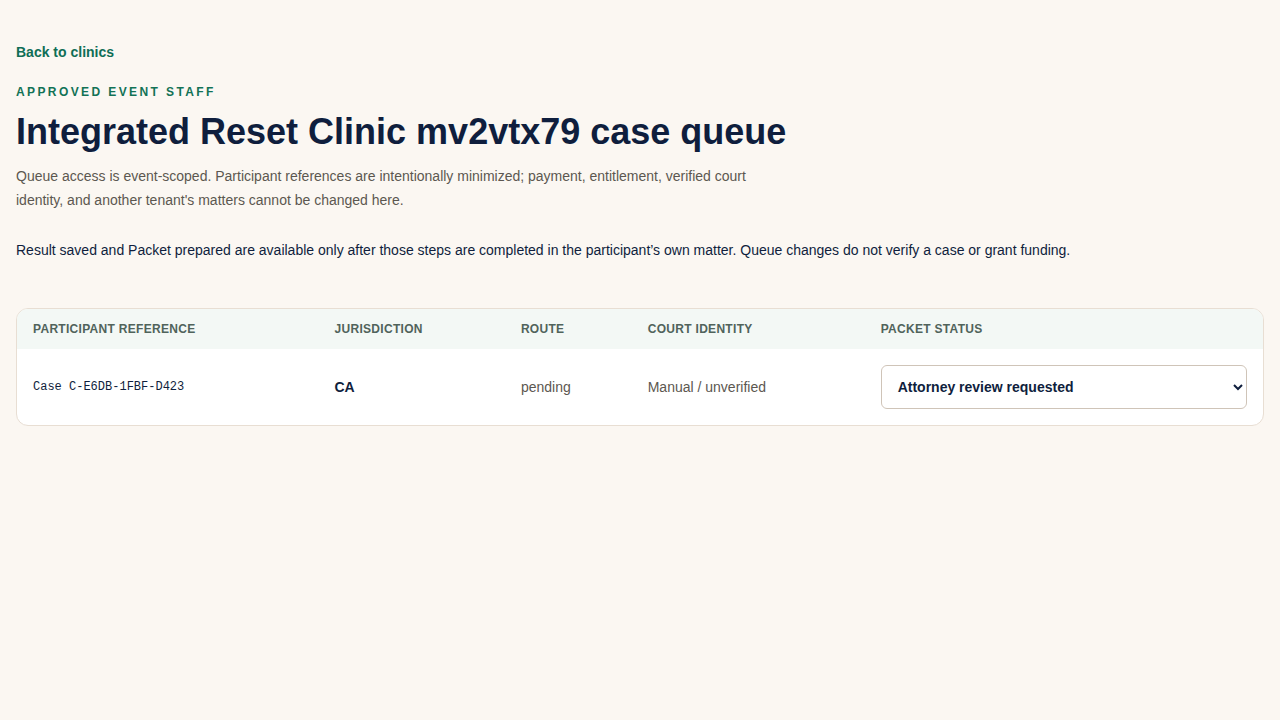 Back to clinics
APPROVED EVENT STAFF
Integrated Reset Clinic mv2vtx79 case queue
Queue access is event-scoped. Participant references are intentionally minimized; payment, entitlement, verified court
identity, and another tenant's matters cannot be changed here.
Result saved and Packet prepared are available only after those steps are completed in the participant's own matter. Queue changes do not verify a case or grant funding.
PARTICIPANT REFERENCE JURISDICTION ROUTE COURT IDENTITY PACKET STATUS
Case C-E6DB-1FBF-D423 CA pending Manual / unverified Attorney review requested